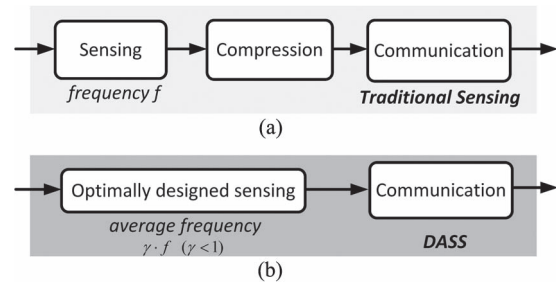 Sensing
Compression
Communication
frequency f
Traditional Sensing
(a)
Optimally designed sensing
Communication
average frequency
DASS
γ · f (γ < 1)
(b)